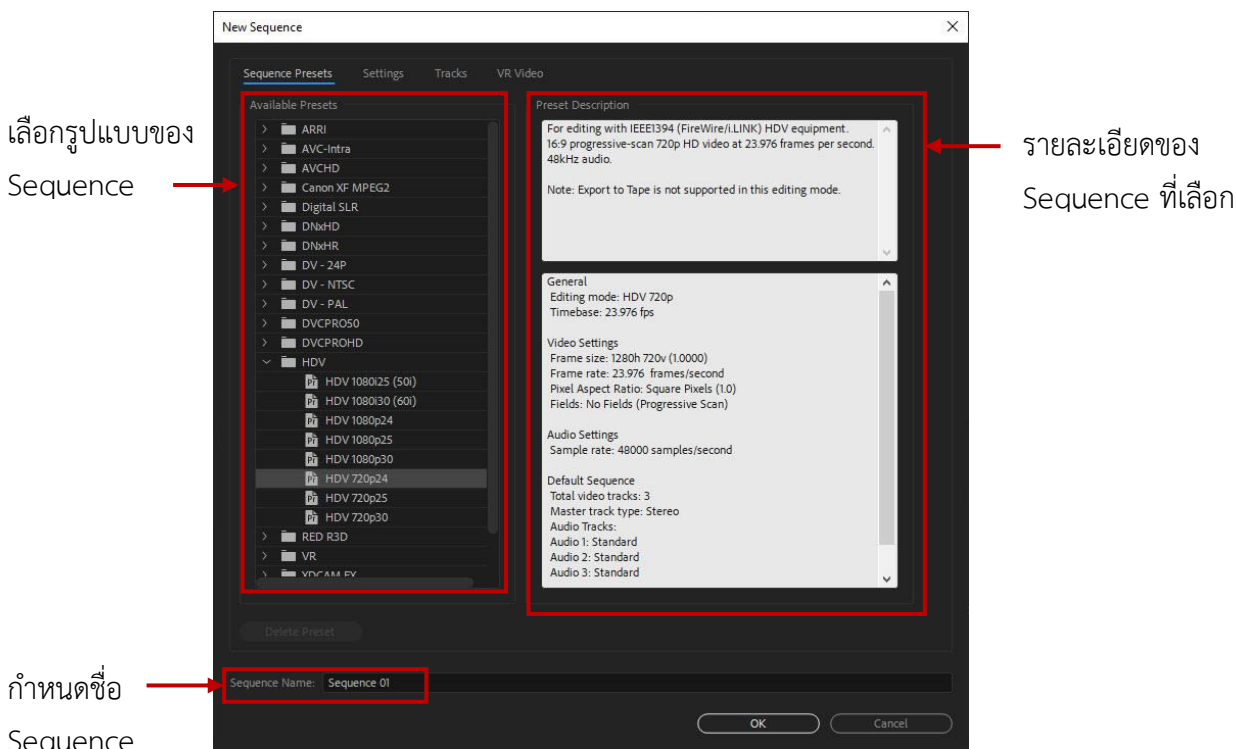 New Sequence
Sequence Presets Settings Tracks VR Video
Available Presets
ARRI
AVC-Intra
AVCHD
Canon XF MPEG2
Digital SLR
DNxHD
DNxHR
DV - 24P
DV - NTSC
DV - PAL
DVCPRO50
DVCPROHD
HDV
HDV 1080i25 (50i)
HDV 1080i30 (60i)
HDV 1080p24
HDV 1080p25
HDV 1080p30
HDV 720p24
HDV 720p25
HDV 720p30
RED R3D
VR
XDCAM EX
Preset Description
For editing with IEEE1394 (FireWire/i.LINK) HDV equipment.
16:9 progressive-scan 720p HD video at 23.976 frames per second.
48kHz audio.
Note: Export to Tape is not supported in this editing mode.
General
Editing mode: HDV 720p
Timebase: 23.976 fps
Video Settings
Frame size: 1280h 720v (1.0000)
Frame rate: 23.976 frames/second
Pixel Aspect Ratio: Square Pixels (1.0)
Fields: No Fields (Progressive Scan)
Audio Settings
Sample rate: 48000 samples/second
Default Sequence
Total video tracks: 3
Master track type: Stereo
Audio Tracks:
Audio 1: Standard
Audio 2: Standard
Audio 3: Standard
Delete Preset
Sequence Name: Sequence 01
OK Cancel
เลือกรูปแบบของ
Sequence
รายละเอียดของ
Sequence ที่เลือก
กำหนดชื่อ
Sequence